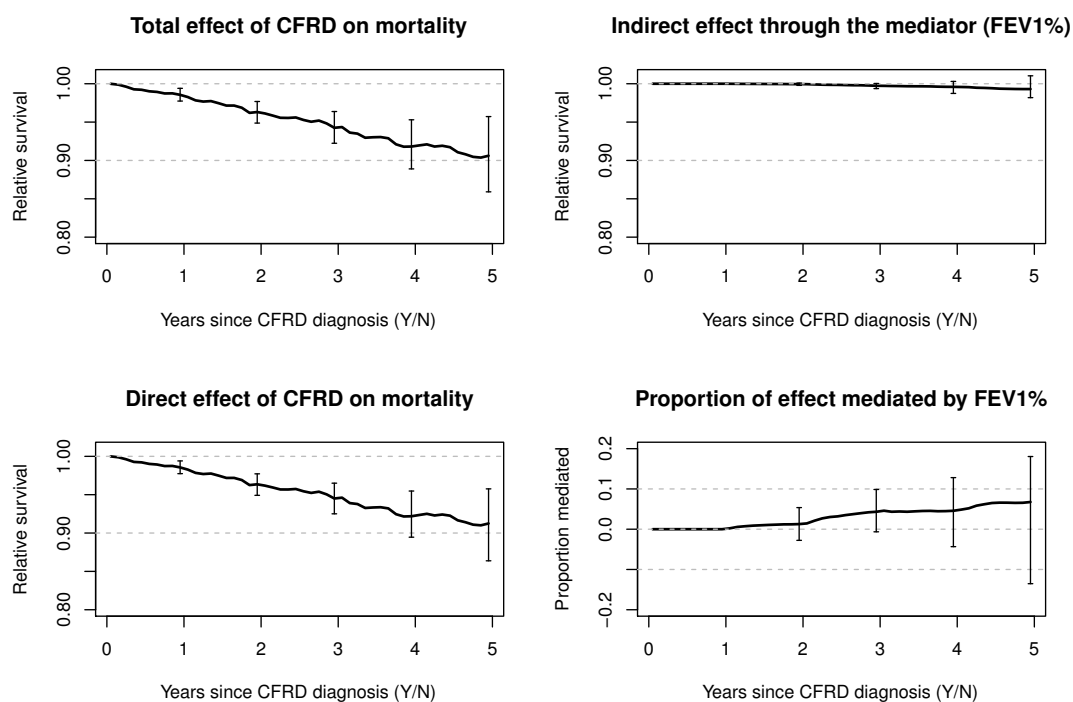 Total effect of CFRD on mortality
Relative survival
1.00
0.90
0.80
0 1 2 3 4 5
Years since CFRD diagnosis (Y/N)
Indirect effect through the mediator (FEV1%)
Relative survival
1.00
0.90
0.80
0 1 2 3 4 5
Years since CFRD diagnosis (Y/N)
Direct effect of CFRD on mortality
Relative survival
1.00
0.90
0.80
0 1 2 3 4 5
Years since CFRD diagnosis (Y/N)
Proportion of effect mediated by FEV1%
Proportion mediated
0.2
0.1
0.0
−0.2
0 1 2 3 4 5
Years since CFRD diagnosis (Y/N)